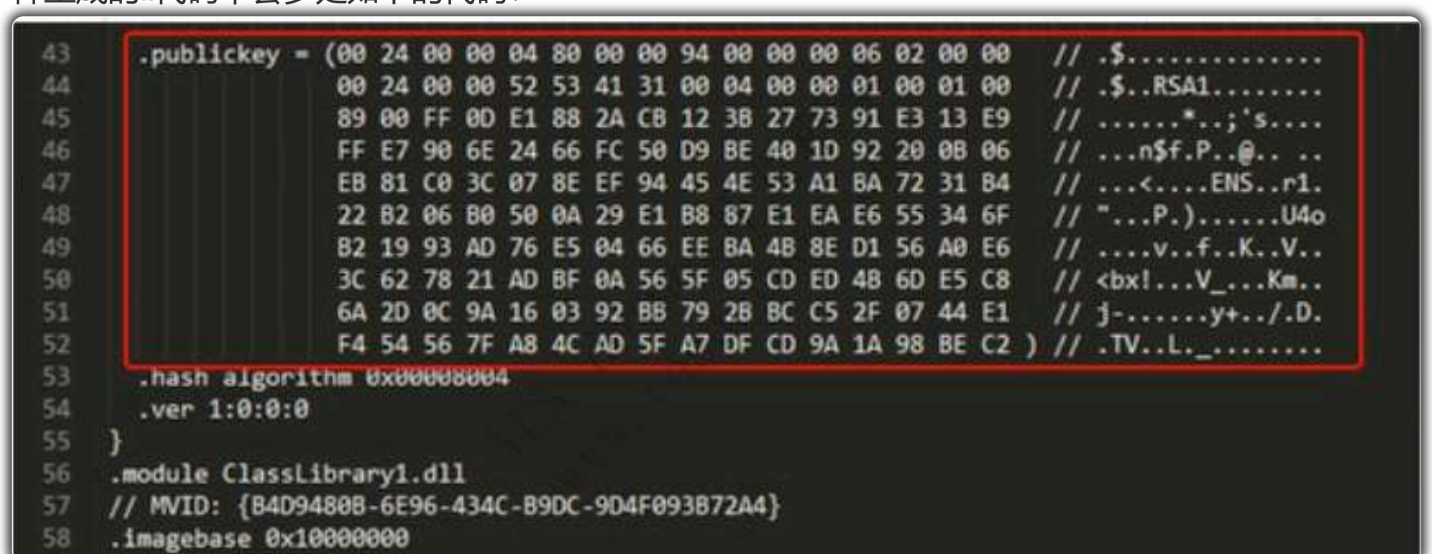 43 .publickey = (00 24 00 00 04 80 00 00 94 00 00 00 06 02 00 00 // .$..............
44 00 24 00 00 52 53 41 31 00 04 00 00 01 00 01 00 // .$..RSA1........
45 89 00 FF 0D E1 88 2A CB 12 3B 27 73 91 E3 13 E9 // ......*..;'s....
46 FF E7 90 6E 24 66 FC 50 D9 BE 40 1D 92 20 0B 06 // ...n$f.P..@.. ..
47 EB 81 C0 3C 07 8E EF 94 45 4E 53 A1 BA 72 31 B4 // ...<....ENS..r1.
48 22 B2 06 B0 50 0A 29 E1 B8 87 E1 EA E6 55 34 6F // "...P.)......U4o
49 B2 19 93 AD 76 E5 04 66 EE BA 4B 8E D1 56 A0 E6 // ....v..f..K..V..
50 3C 62 78 21 AD BF 0A 56 5F 05 CD ED 4B 6D E5 C8 // <bx!...V_...Km..
51 6A 2D 0C 9A 16 03 92 BB 79 2B BC C5 2F 07 44 E1 // j-......y+../.D.
52 F4 54 56 7F A8 4C AD 5F A7 DF CD 9A 1A 98 BE C2 ) // .TV..L._........
53 .hash algorithm 0x00008004
54 .ver 1:0:0:0
55 }
56 .module ClassLibrary1.dll
57 // MVID: {B4D9480B-6E96-434C-B9DC-9D4F093B72A4}
58 .imagebase 0x10000000